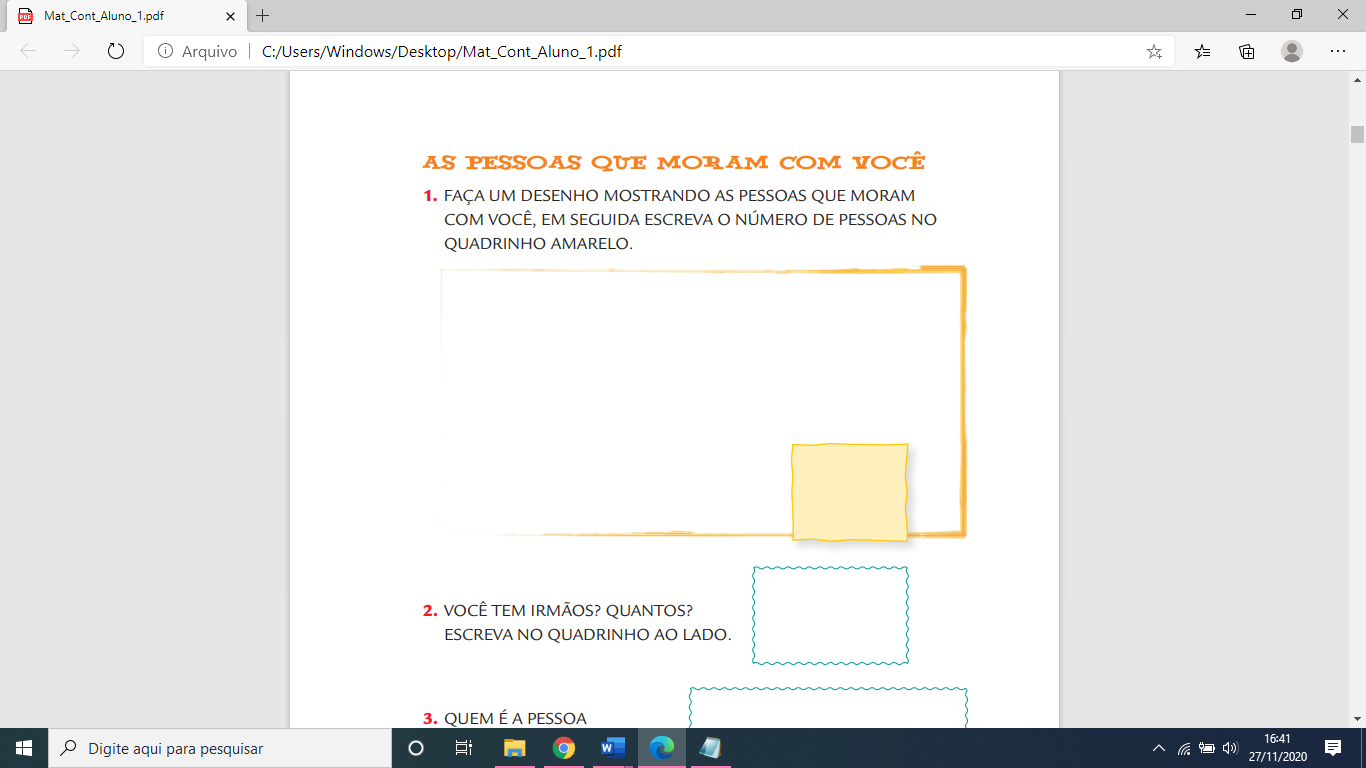 Mat_Cont_Aluno_1.pdf
Arquivo
C:/Users/Windows/Desktop/Mat_Cont_Aluno_1.pdf
AS PESSOAS QUE MORAM COM VOCÊ
1. FAÇA UM DESENHO MOSTRANDO AS PESSOAS QUE MORAM
COM VOCÊ, EM SEGUIDA ESCREVA O NÚMERO DE PESSOAS NO
QUADRINHO AMARELO.
2. VOCÊ TEM IRMÃOS? QUANTOS?
ESCREVA NO QUADRINHO AO LADO.
3. QUEM É A PESSOA
Digite aqui para pesquisar
16:41
27/11/2020